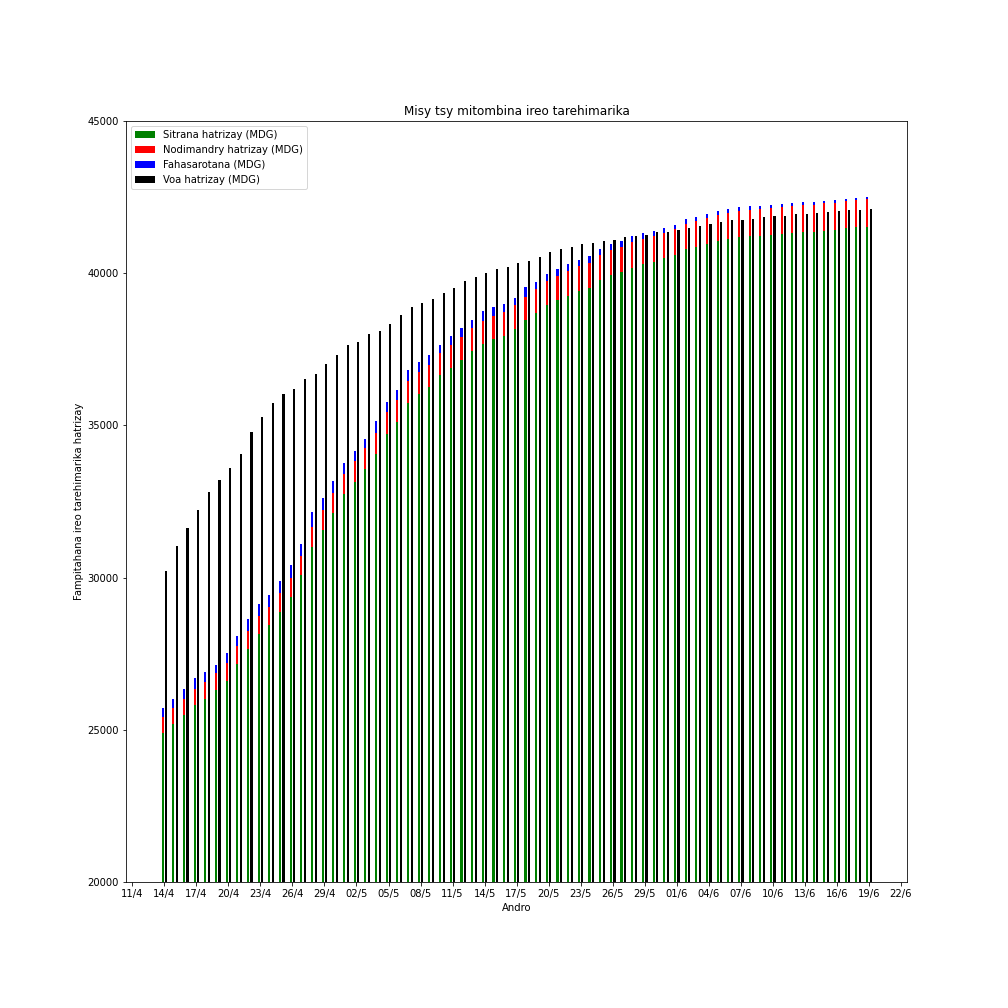 Misy tsy mitombina ireo tarehimarika
45000
Sitrana hatrizay (MDG)
Nodimandry hatrizay (MDG)
Fahasarotana (MDG)
Voa hatrizay (MDG)
40000
35000
30000
25000
20000
Fampitahana ireo tarehimarika hatrizay
11/4 14/4 17/4 20/4 23/4 26/4 29/4 02/5 05/5 08/5 11/5 14/5 17/5 20/5 23/5 26/5 29/5 01/6 04/6 07/6 10/6 13/6 16/6 19/6 22/6
Andro